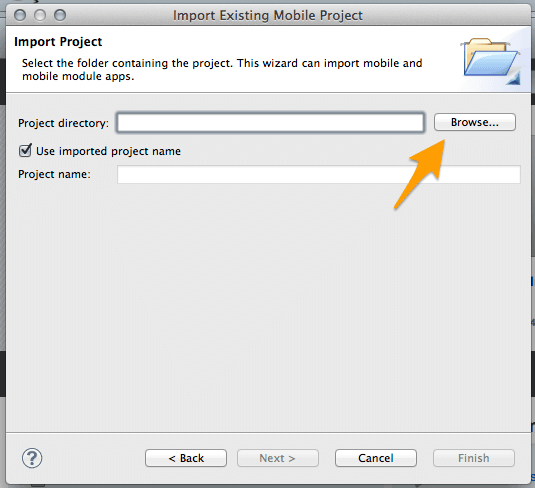 Import Existing Mobile Project
Import Project
Select the folder containing the project. This wizard can import mobile and
mobile module apps.
Project directory:
Browse...
Use imported project name
Project name:
?
< Back
Next >
Cancel
Finish